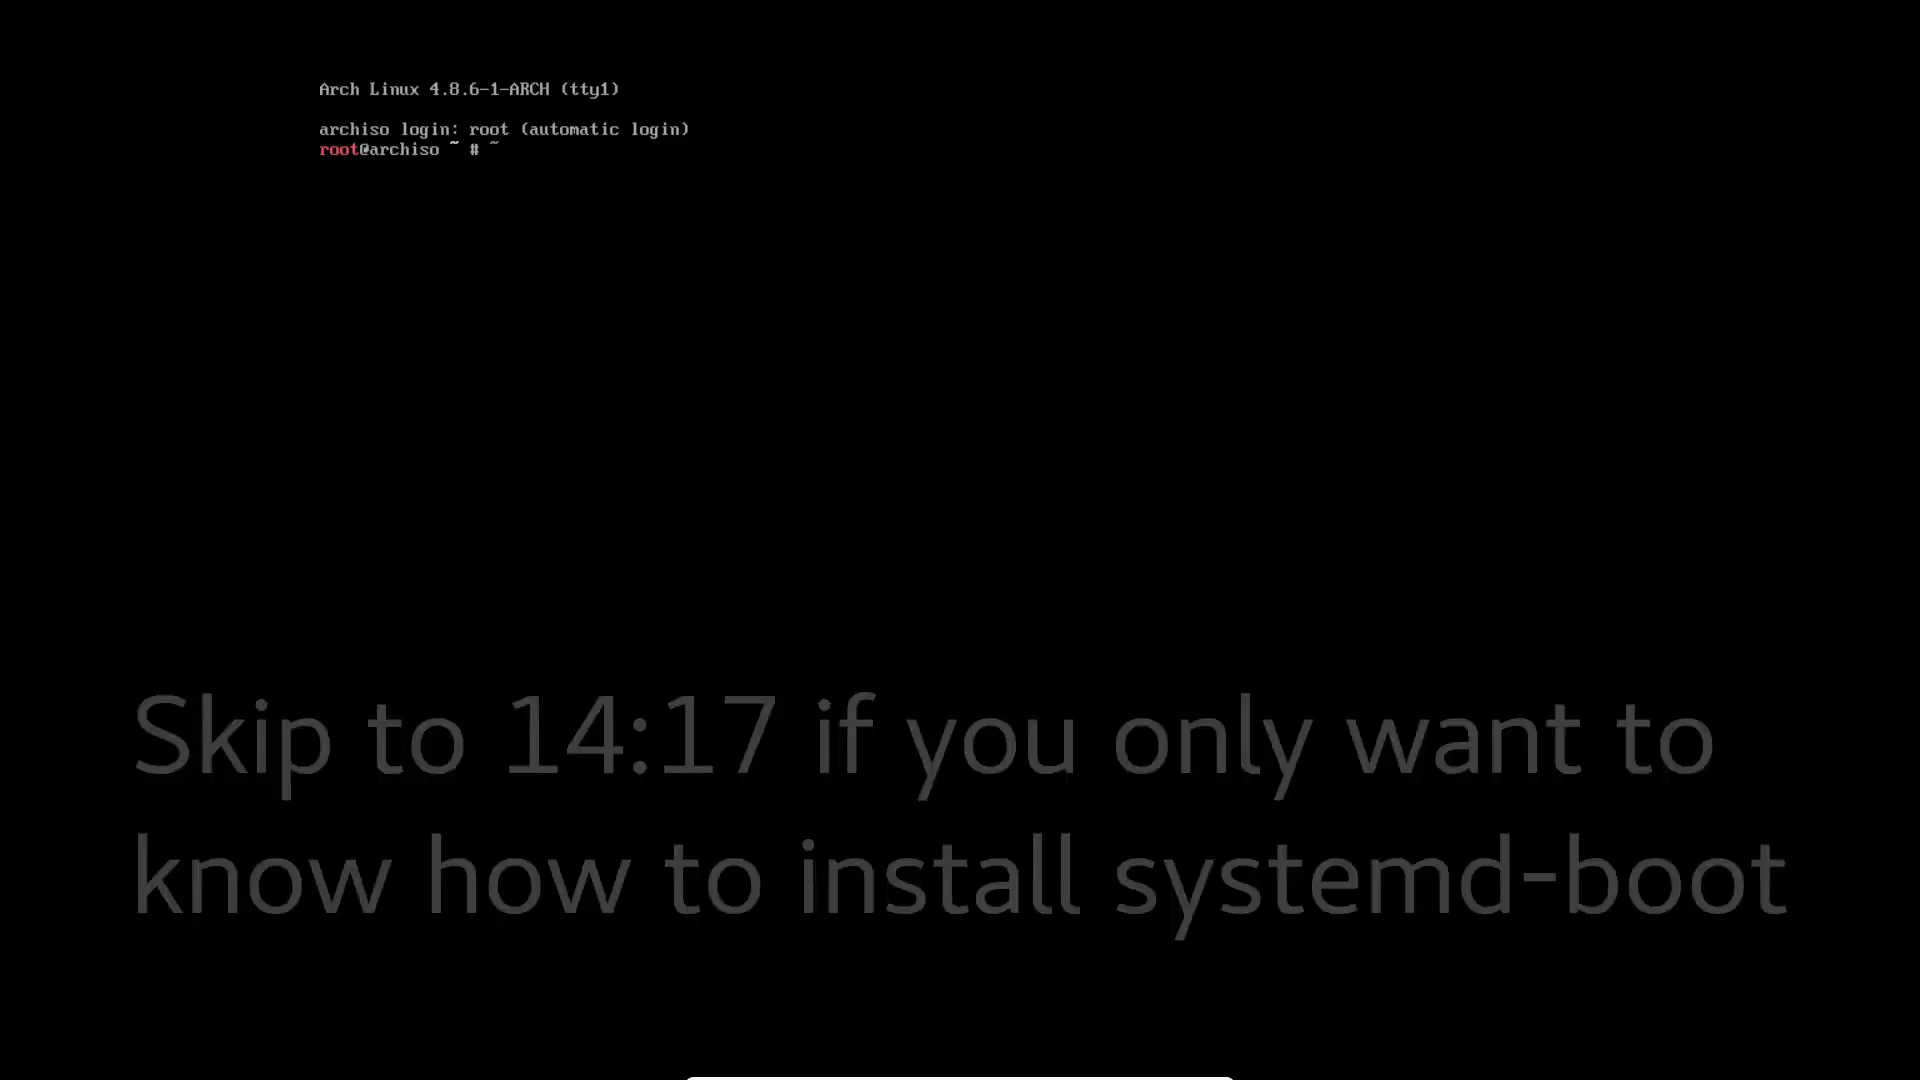 Arch Linux 4.8.6-1-ARCH (tty1)
archiso login: root (automatic login)
root@archiso ~ # ~
Skip to 14:17 if you only want to
know how to install systemd-boot